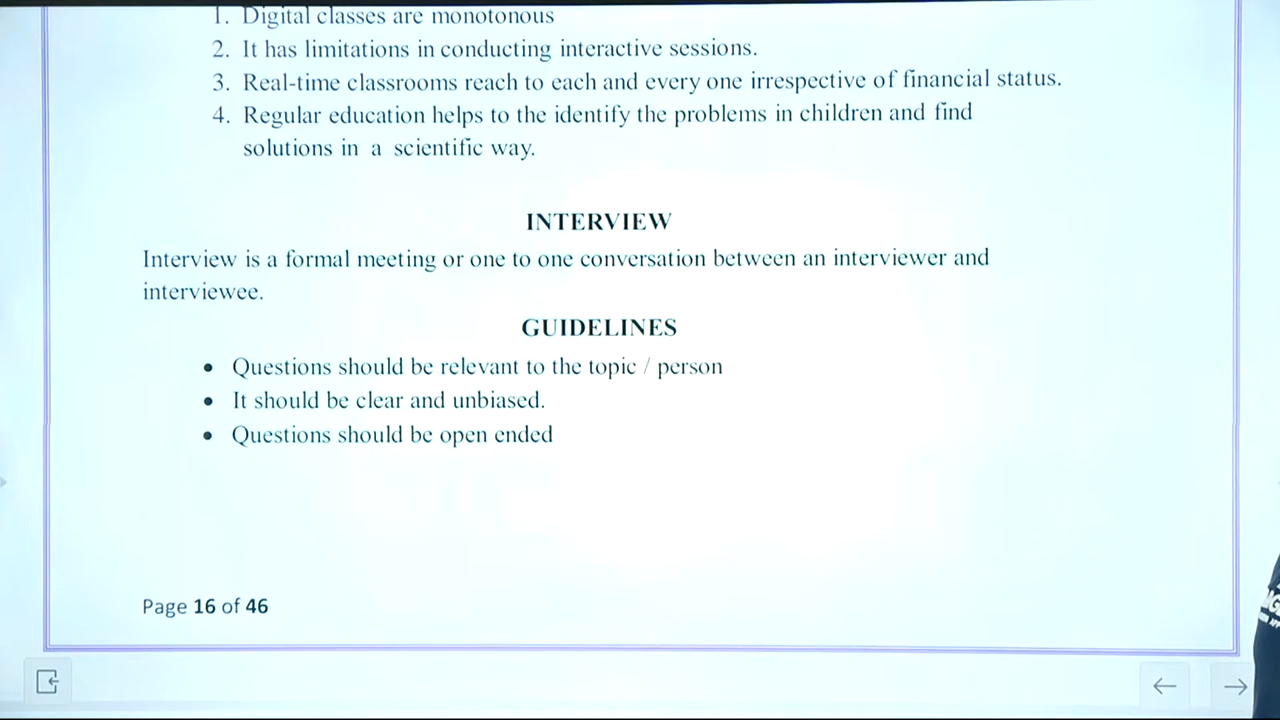 1. Digital classes are monotonous
2. It has limitations in conducting interactive sessions.
3. Real-time classrooms reach to each and every one irrespective of financial status.
4. Regular education helps to the identify the problems in children and find
solutions in a scientific way.
INTERVIEW
Interview is a formal meeting or one to one conversation between an interviewer and
interviewee.
GUIDELINES
• Questions should be relevant to the topic / person
• It should be clear and unbiased.
• Questions should be open ended
Page 16 of 46